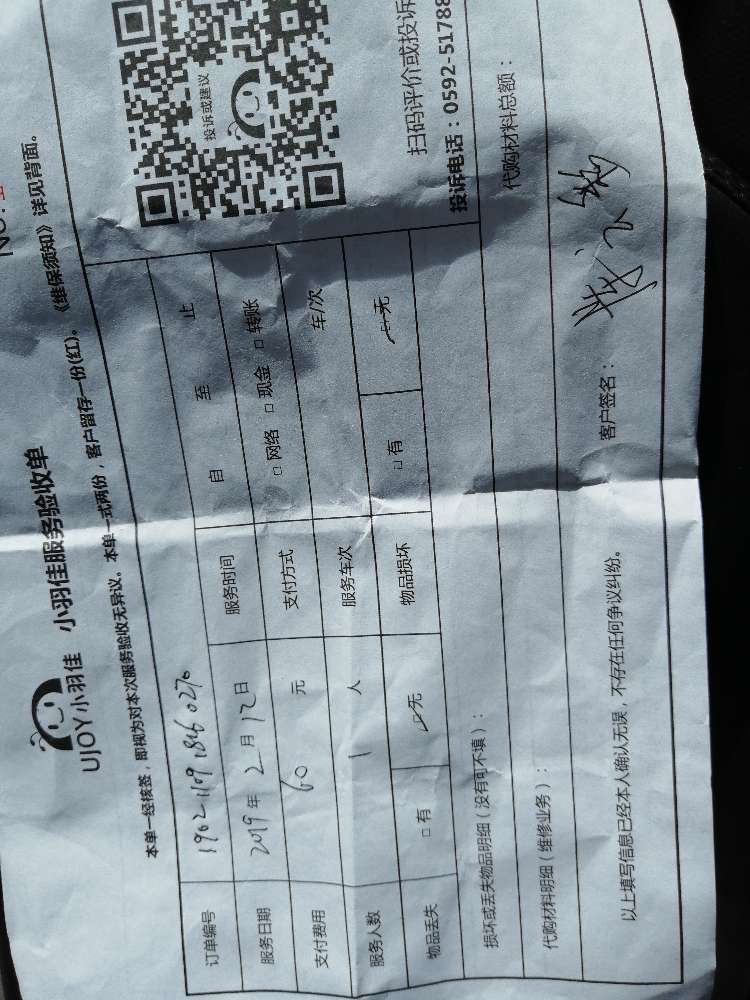 NO:
UJOY小羽佳 小羽佳服务验收单
本单一经核签，即视为对本次服务验收无异议。本单一式两份，客户留存一份(红)。《维保须知》详见背面。
订单编号 1902 1109 1846 0270
服务日期 2019年2月12日 服务时间 自 至 止
支付费用 60 元 支付方式 □网络 □现金 □转账
服务人数 1 人 服务车次 车/次
物品丢失 □有 无 物品损坏 □有 无
损坏或丢失物品明细（没有可不填）：
代购材料明细（维修业务）： 代购材料总额：
以上填写信息已经本人确认无误，不存在任何争议纠纷。 客户签名：
投诉或建议
扫码评价或投诉
投诉电话：0592-51788